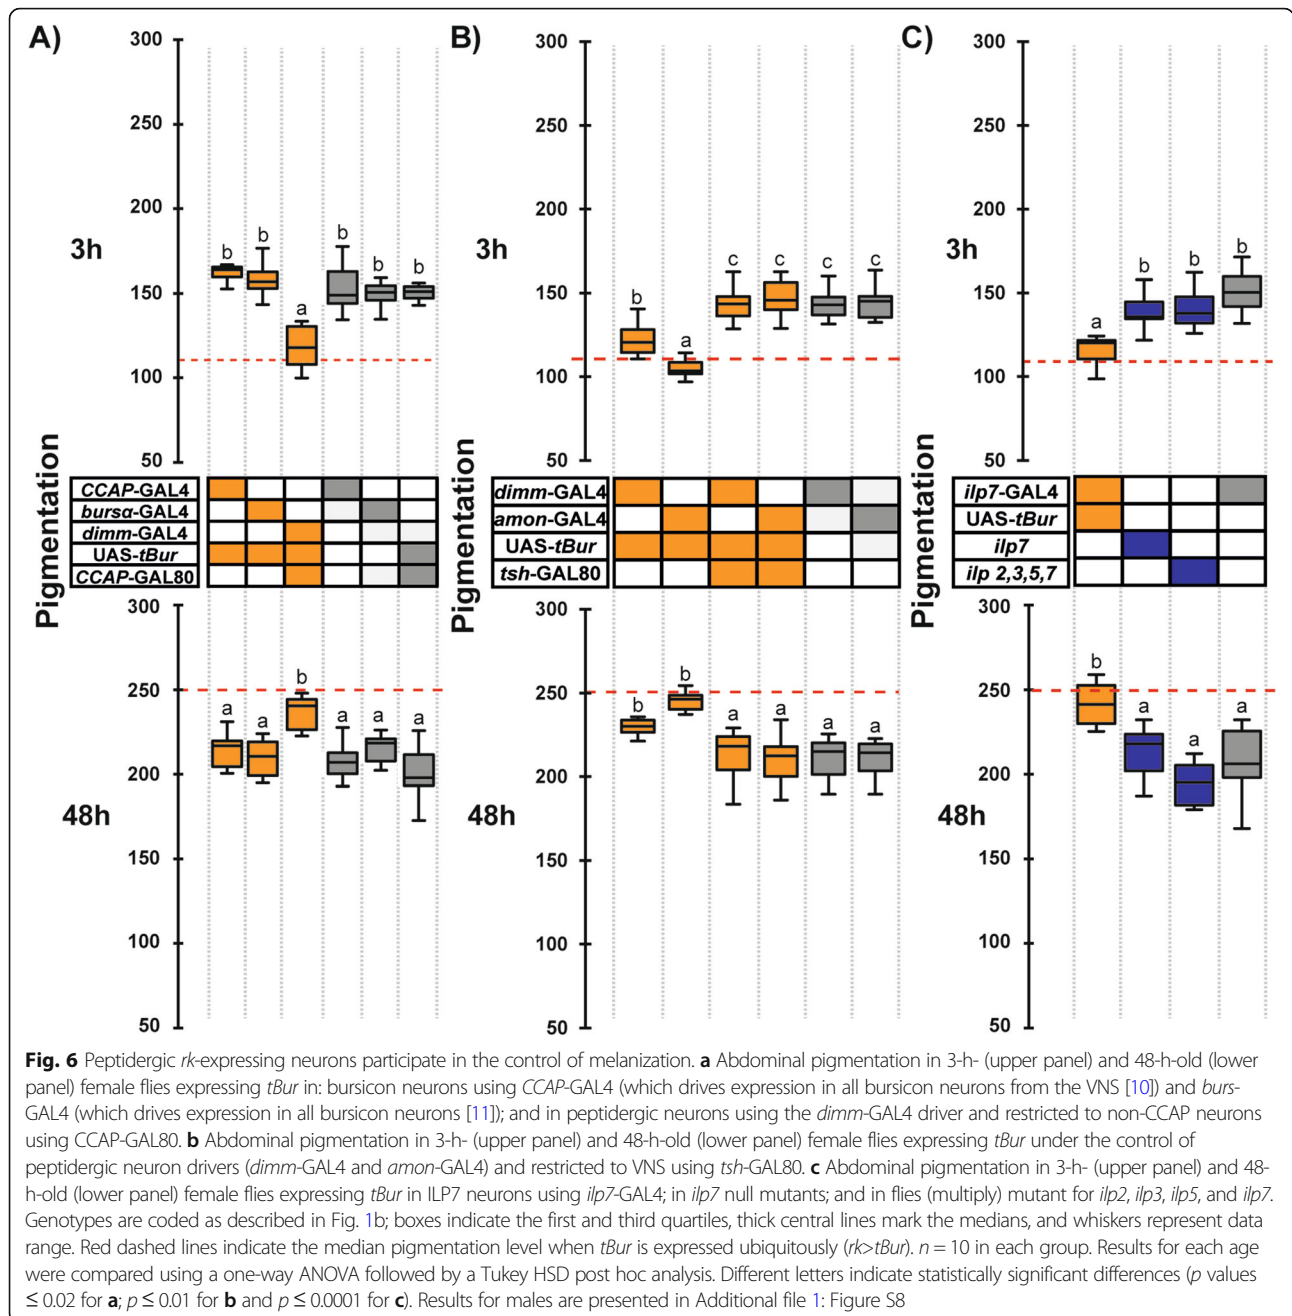 A)
300
250
200
150
100
50
3h
b
b
a
b
b
b
B)
300
250
200
150
100
50
3h
b
a
c
c
c
c
C)
300
250
200
150
100
50
3h
a
b
b
b
Pigmentation
CCAP-GAL4
bursα-GAL4
dimm-GAL4
UAS-tBur
CCAP-GAL80
Pigmentation
dimm-GAL4
amon-GAL4
UAS-tBur
tsh-GAL80
Pigmentation
ilp7-GAL4
UAS-tBur
ilp7
ilp 2,3,5,7
300
250
200
150
100
50
48h
a
a
b
a
a
a
300
250
200
150
100
50
48h
b
b
a
a
a
a
300
250
200
150
100
50
48h
b
a
a
a
Fig. 6 Peptidergic rk-expressing neurons participate in the control of melanization. a Abdominal pigmentation in 3-h- (upper panel) and 48-h-old (lower
panel) female flies expressing tBur in: bursicon neurons using CCAP-GAL4 (which drives expression in all bursicon neurons from the VNS [10]) and burs-
GAL4 (which drives expression in all bursicon neurons [11]); and in peptidergic neurons using the dimm-GAL4 driver and restricted to non-CCAP neurons
using CCAP-GAL80. b Abdominal pigmentation in 3-h- (upper panel) and 48-h-old (lower panel) female flies expressing tBur under the control of
peptidergic neuron drivers (dimm-GAL4 and amon-GAL4) and restricted to VNS using tsh-GAL80. c Abdominal pigmentation in 3-h- (upper panel) and 48-
h-old (lower panel) female flies expressing tBur in ILP7 neurons using ilp7-GAL4; in ilp7 null mutants; and in flies (multiply) mutant for ilp2, ilp3, ilp5, and ilp7.
Genotypes are coded as described in Fig. 1b; boxes indicate the first and third quartiles, thick central lines mark the medians, and whiskers represent data
range. Red dashed lines indicate the median pigmentation level when tBur is expressed ubiquitously (rk>tBur). n = 10 in each group. Results for each age
were compared using a one-way ANOVA followed by a Tukey HSD post hoc analysis. Different letters indicate statistically significant differences (p values
≤ 0.02 for a; p ≤ 0.01 for b and p ≤ 0.0001 for c). Results for males are presented in Additional file 1: Figure S8